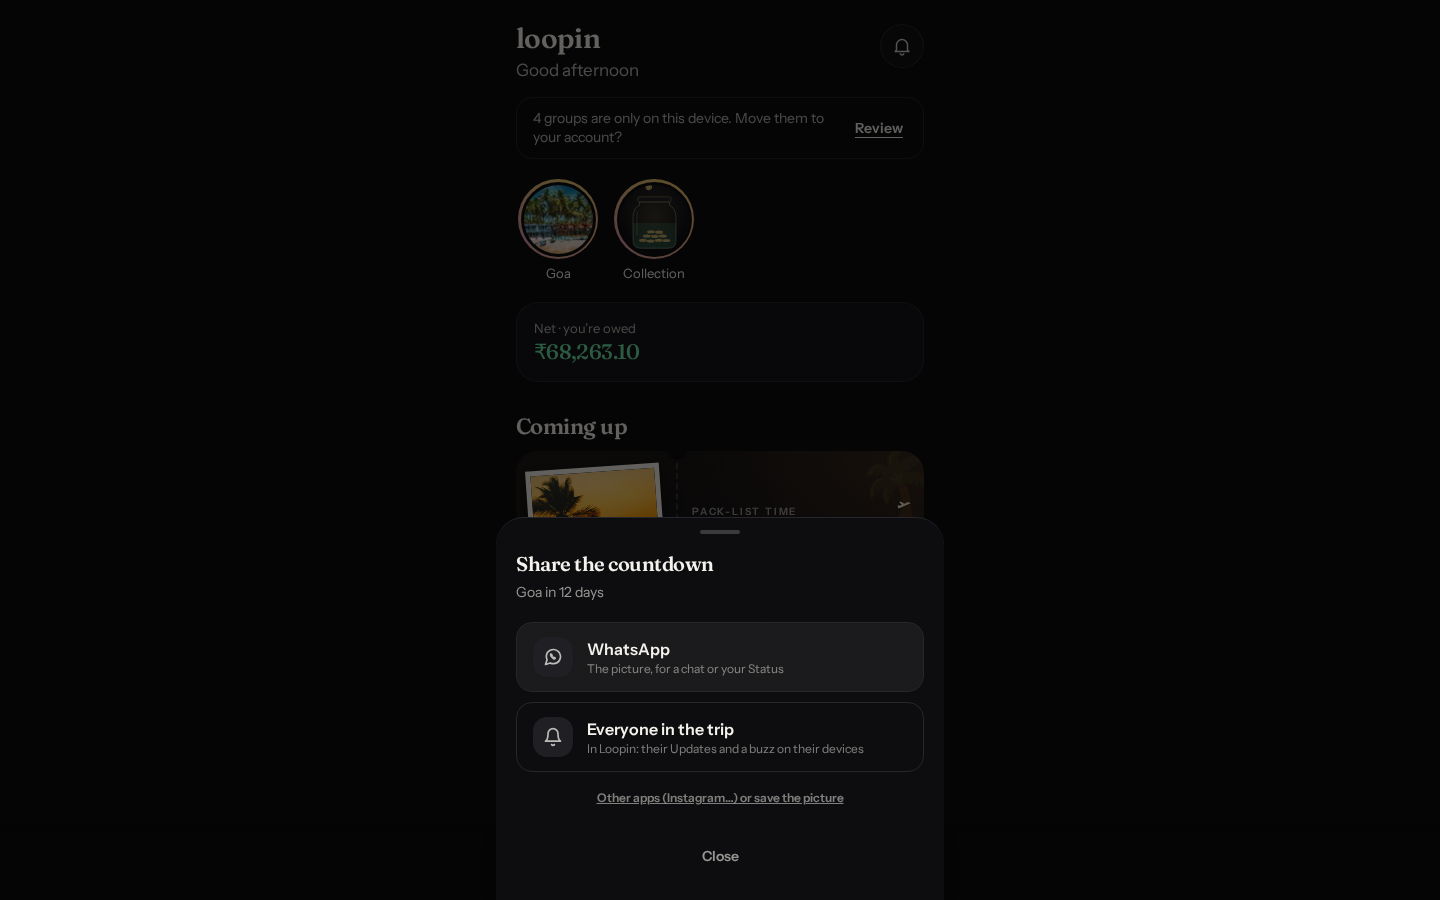 loopin
Good afternoon
4 groups are only on this device. Move them to
your account?
Review
Goa
Collection
Net · you're owed
₹68,263.10
Coming up
PACK-LIST TIME
Share the countdown
Goa in 12 days
WhatsApp
The picture, for a chat or your Status
Everyone in the trip
In Loopin: their Updates and a buzz on their devices
Other apps (Instagram…) or save the picture
Close